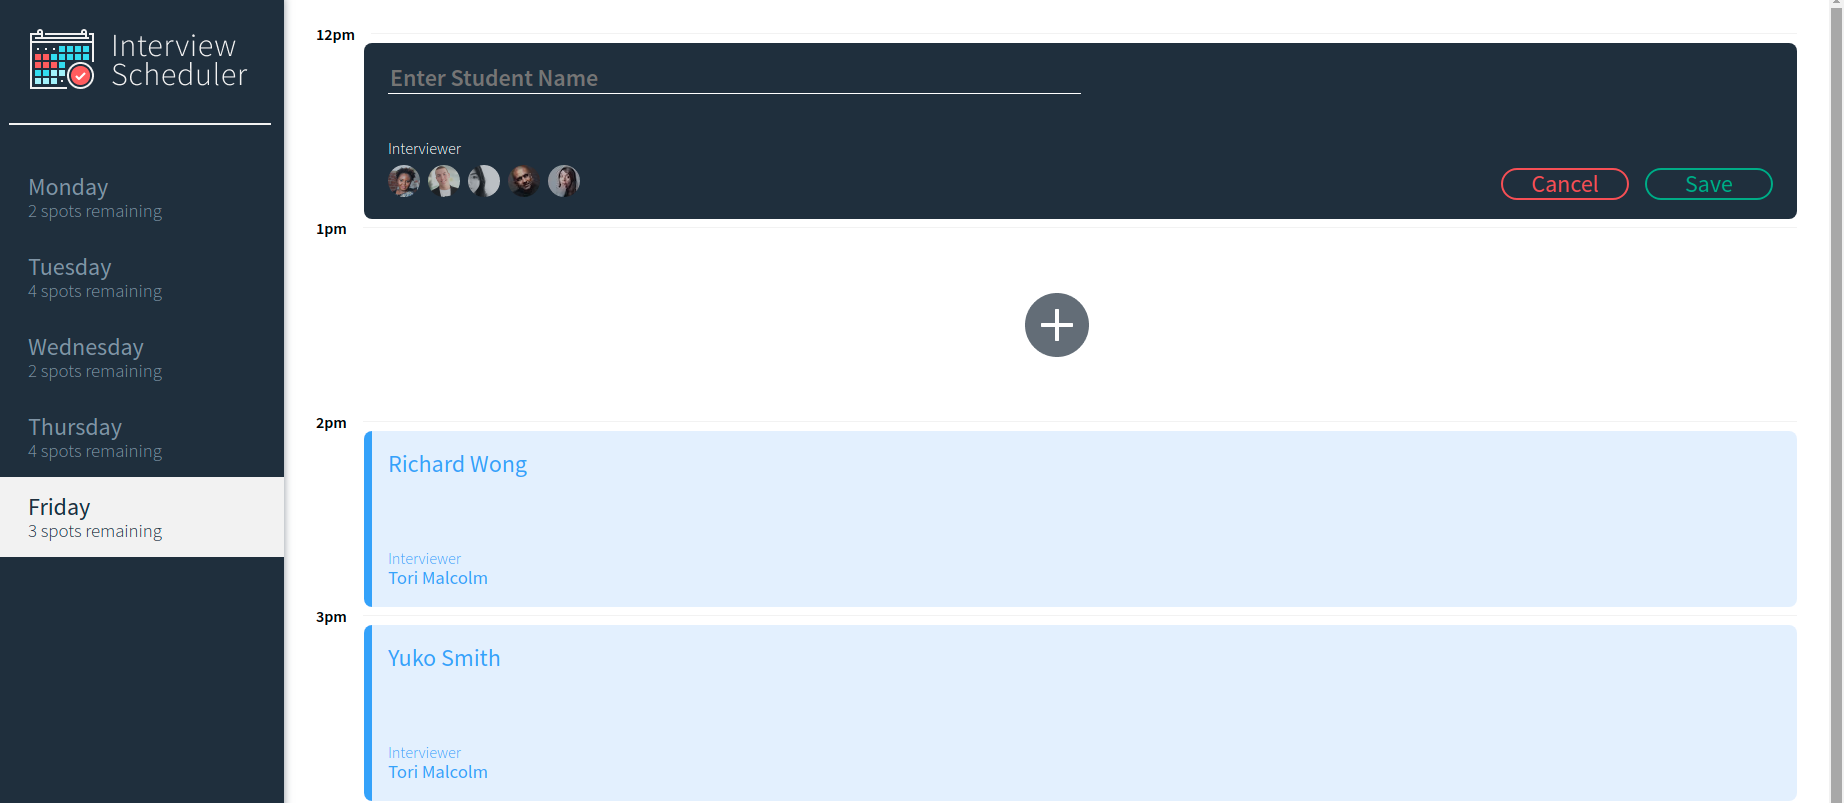 Interview
Scheduler
Monday
2 spots remaining
Tuesday
4 spots remaining
Wednesday
2 spots remaining
Thursday
4 spots remaining
Friday
3 spots remaining
12pm
Enter Student Name
Interviewer
Cancel
Save
1pm
2pm
Richard Wong
Interviewer
Tori Malcolm
3pm
Yuko Smith
Interviewer
Tori Malcolm